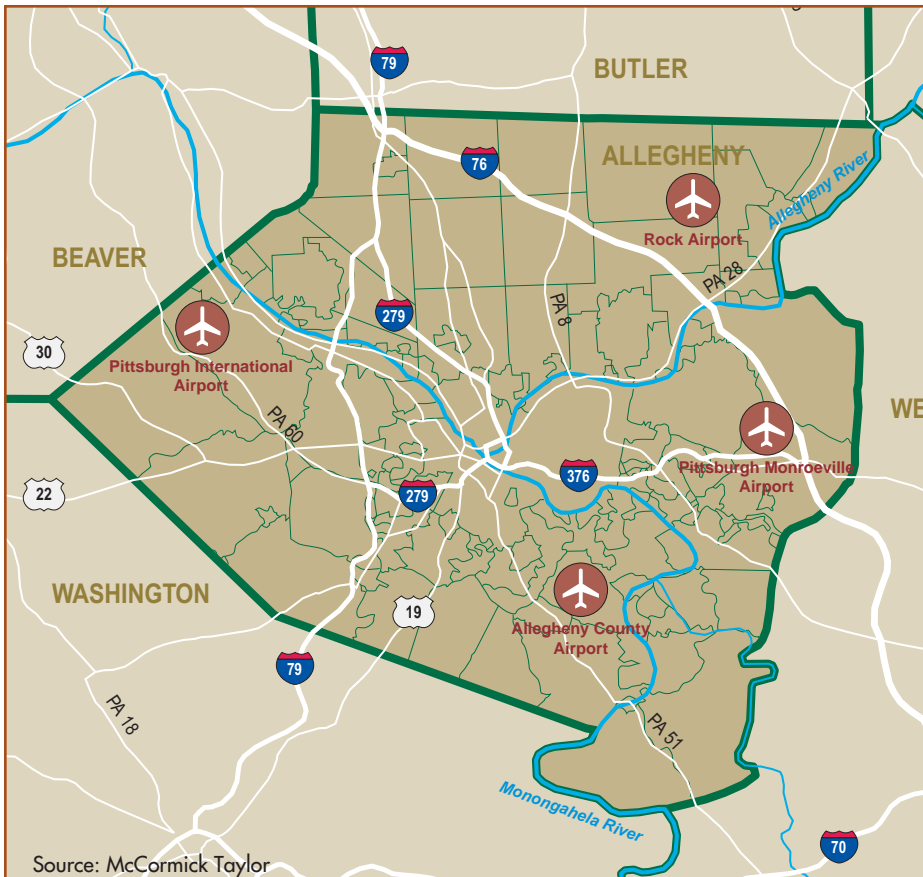 79
BUTLER
76
ALLEGHENY
Allegheny River
Rock Airport
BEAVER
PA 28
279
PA 8
30
Pittsburgh International
Airport
WE
PA 60
Pittsburgh Monroeville
Airport
376
22
279
WASHINGTON
19
Allegheny County
Airport
79
PA 18
PA 51
Monongahela River
70
Source: McCormick Taylor